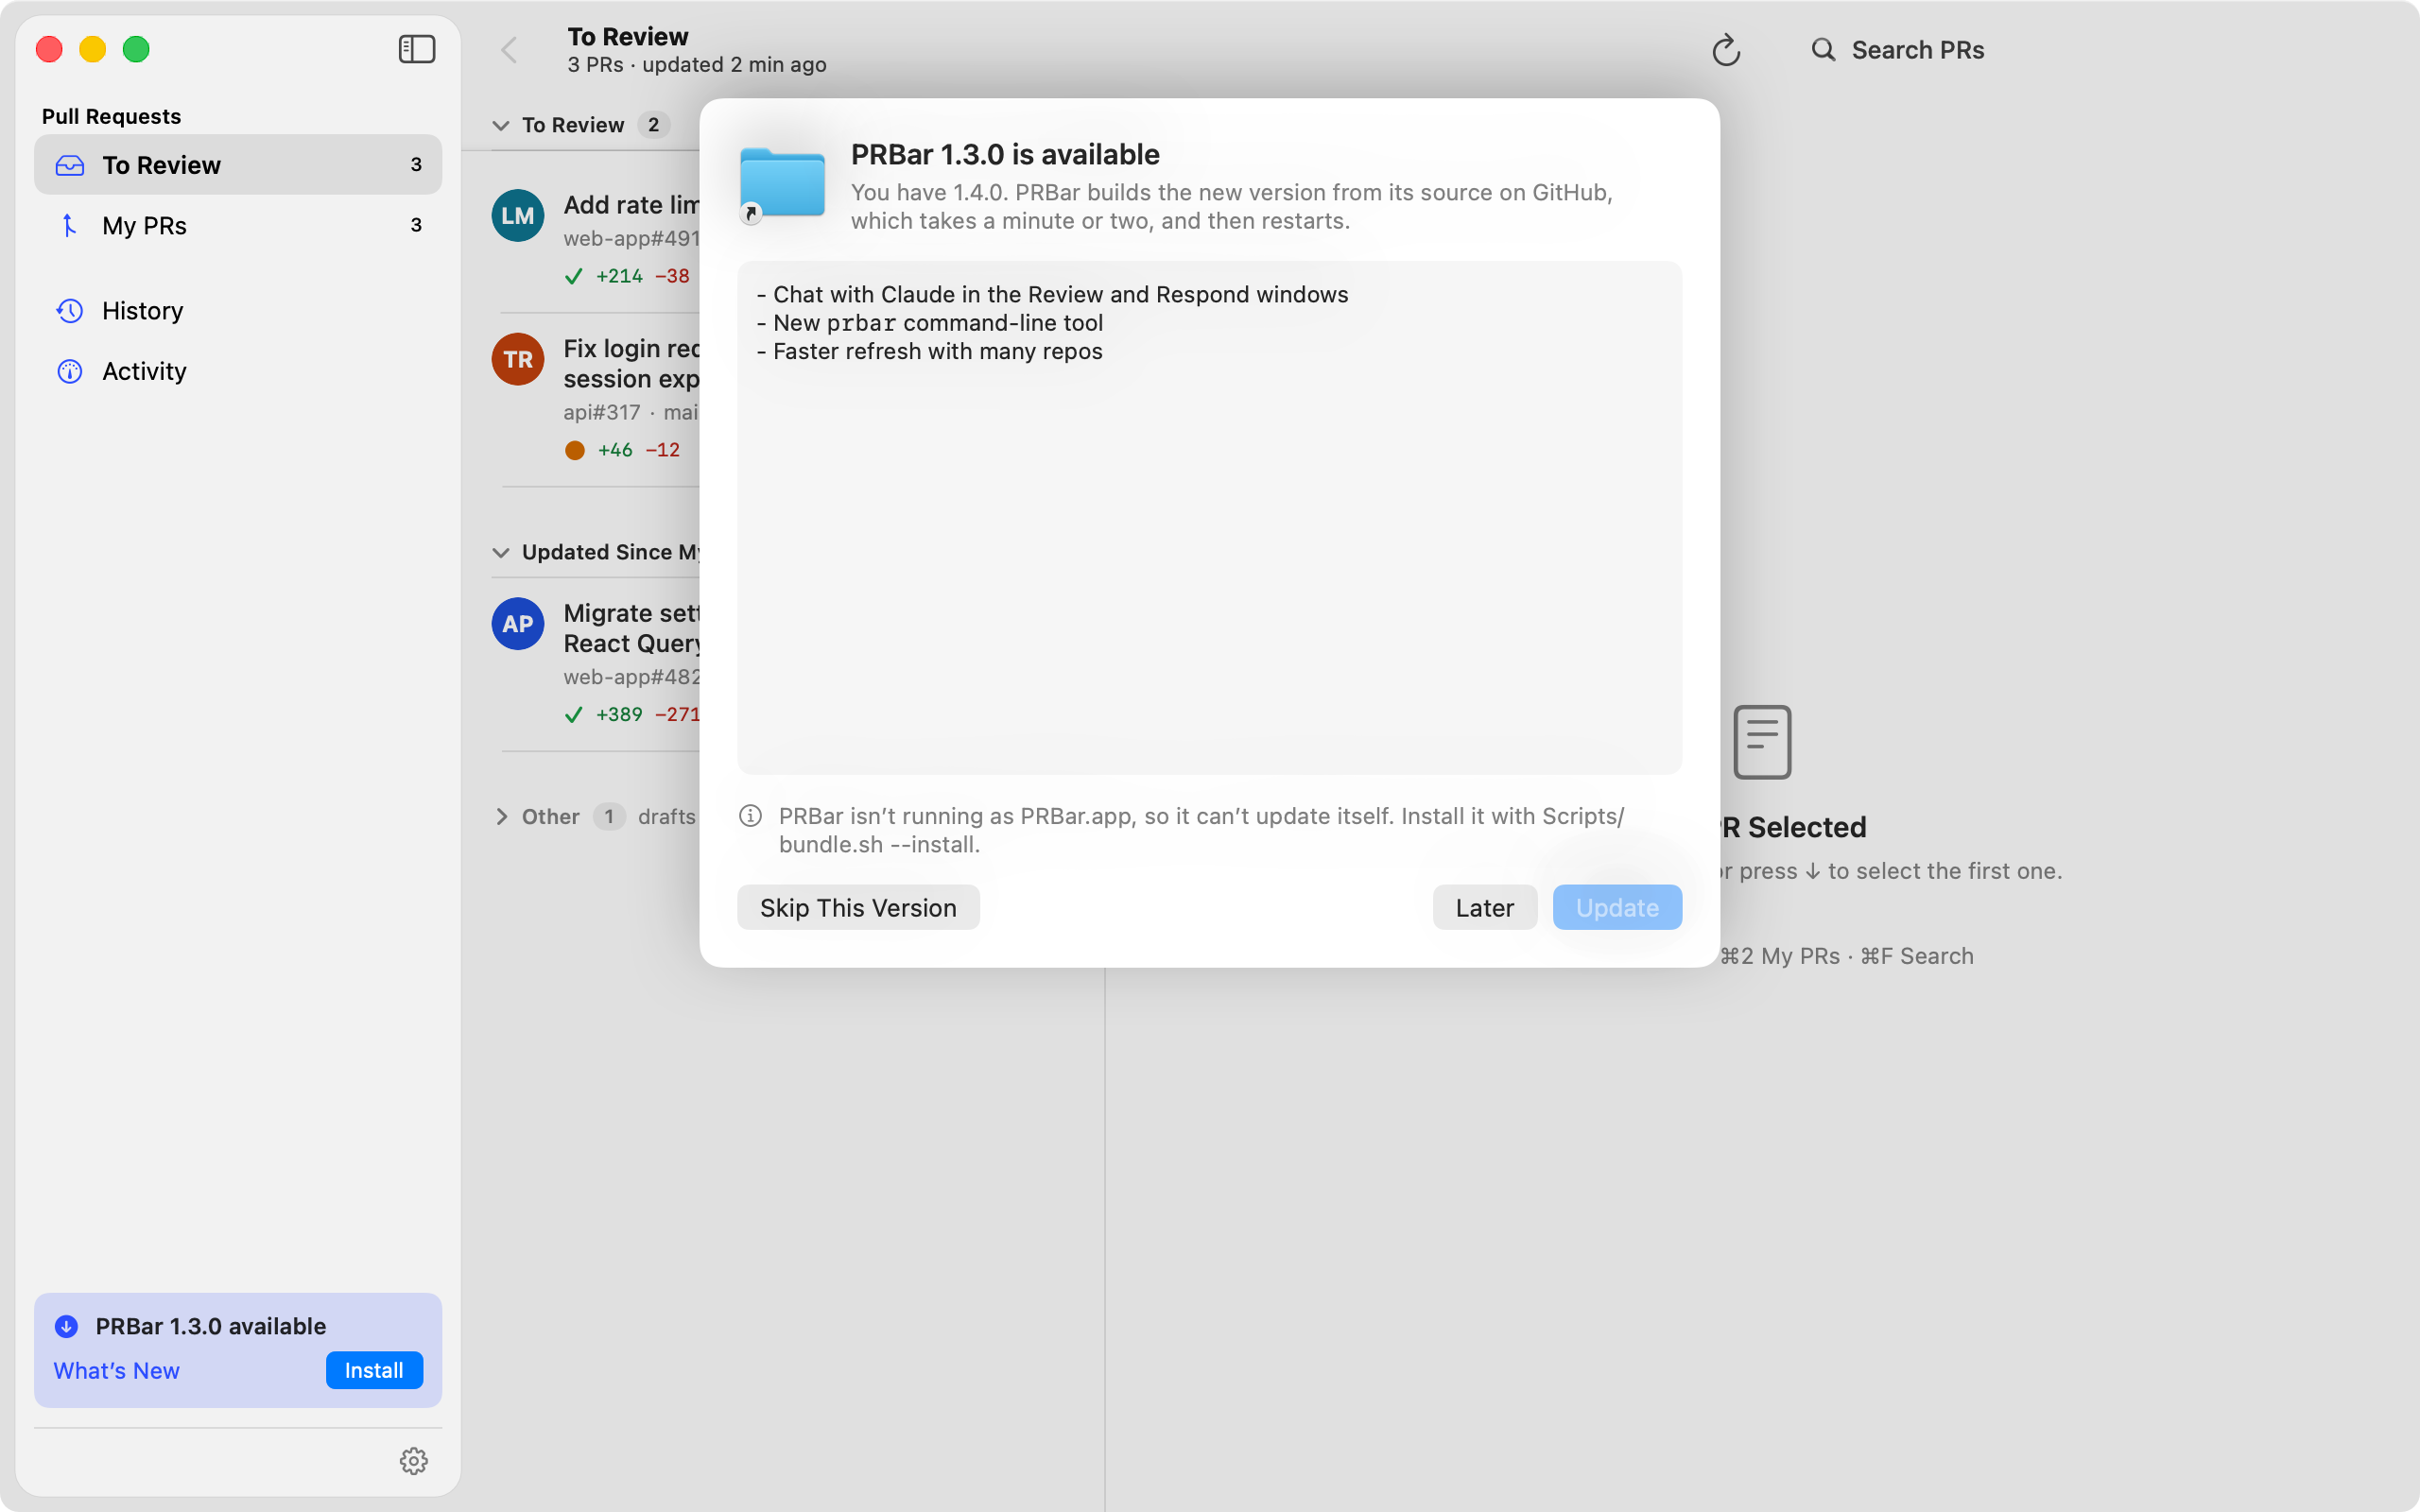 Pull Requests
To Review 3
My PRs 3
History
Activity
PRBar 1.3.0 available
What's New
Install
To Review
3 PRs · updated 2 min ago
Search PRs
To Review 2
LM
Add rate lim
web-app#491
+214 −38
TR
Fix login rec
session exp
api#317 · mai
+46 −12
Updated Since My
AP
Migrate sett
React Query
web-app#482
+389 −271
Other 1 drafts
PRBar 1.3.0 is available
You have 1.4.0. PRBar builds the new version from its source on GitHub,
which takes a minute or two, and then restarts.
- Chat with Claude in the Review and Respond windows
- New prbar command-line tool
- Faster refresh with many repos
PRBar isn’t running as PRBar.app, so it can’t update itself. Install it with Scripts/
bundle.sh --install.
Skip This Version
Later
Update
R Selected
or press ↓ to select the first one.
⌘2 My PRs · ⌘F Search